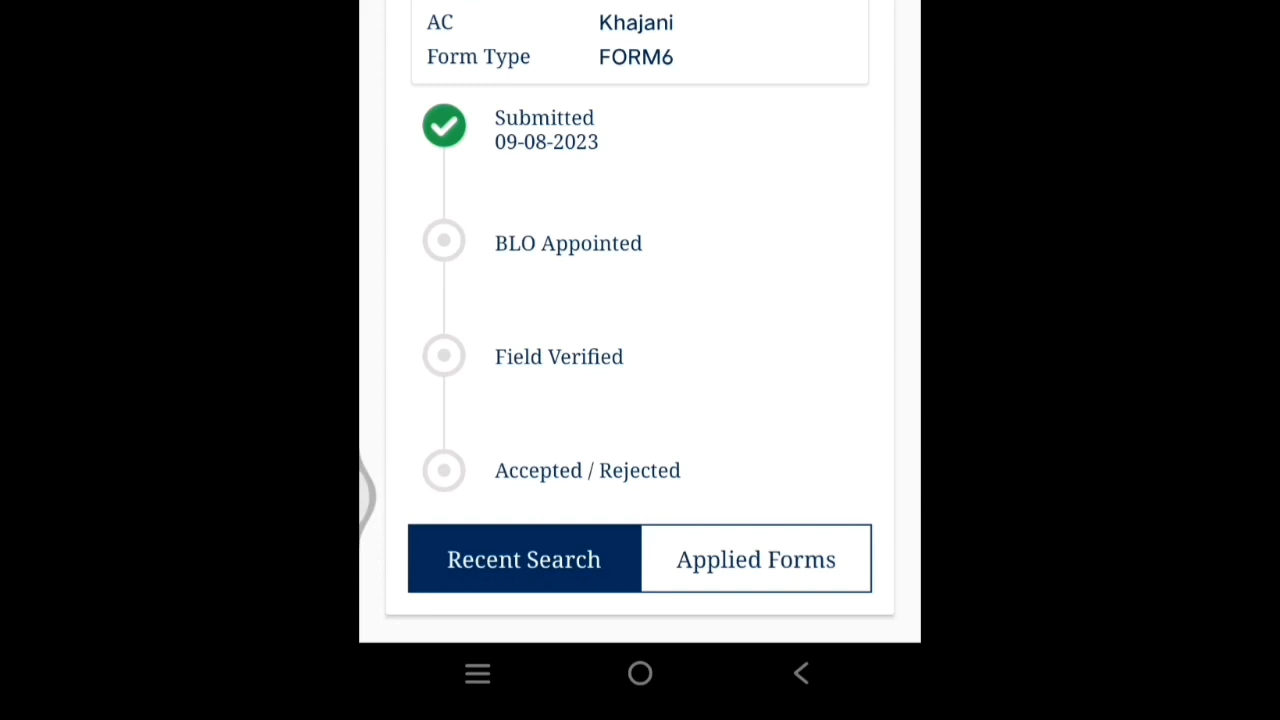 AC Khajani
Form Type FORM6
Submitted
09-08-2023
BLO Appointed
Field Verified
Accepted / Rejected
Recent Search Applied Forms